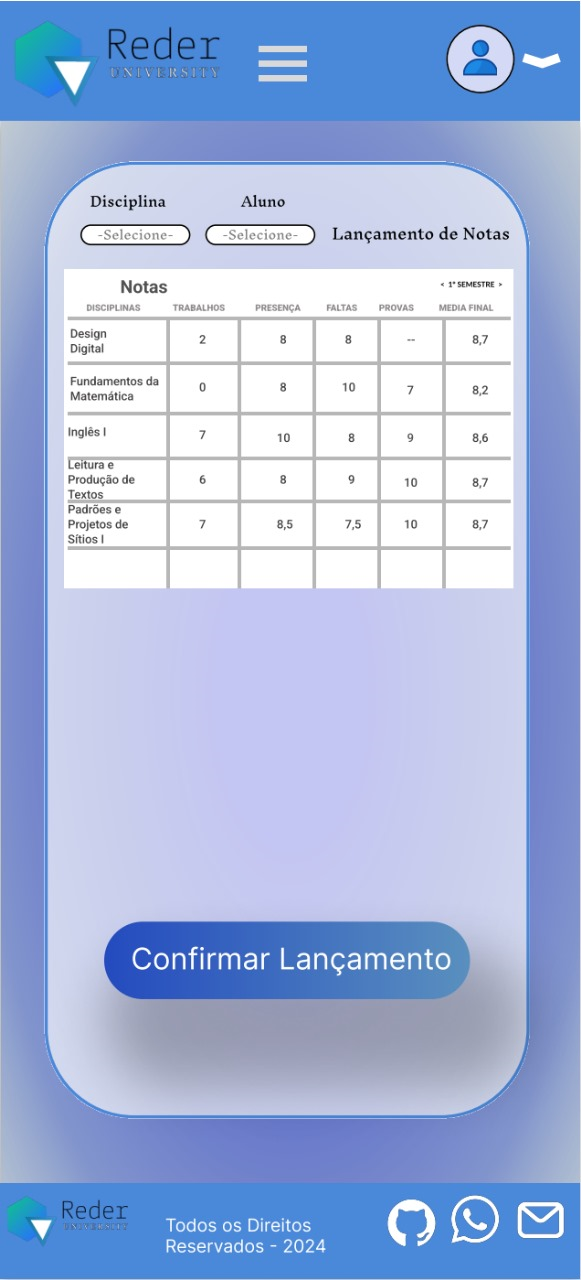 Reder
UNIVERSITY
Disciplina Aluno
-Selecione- -Selecione- Lançamento de Notas
Notas < 1º SEMESTRE >
DISCIPLINAS TRABALHOS PRESENÇA FALTAS PROVAS MEDIA FINAL
Design
Digital 2 8 8 -- 8,7
Fundamentos da
Matemática 0 8 10 7 8,2
Inglês I 7 10 8 9 8,6
Leitura e
Produção de 6 8 9 10 8,7
Textos
Padrões e
Projetos de 7 8,5 7,5 10 8,7
Sítios I
Confirmar Lançamento
Reder
UNIVERSITY
Todos os Direitos
Reservados - 2024